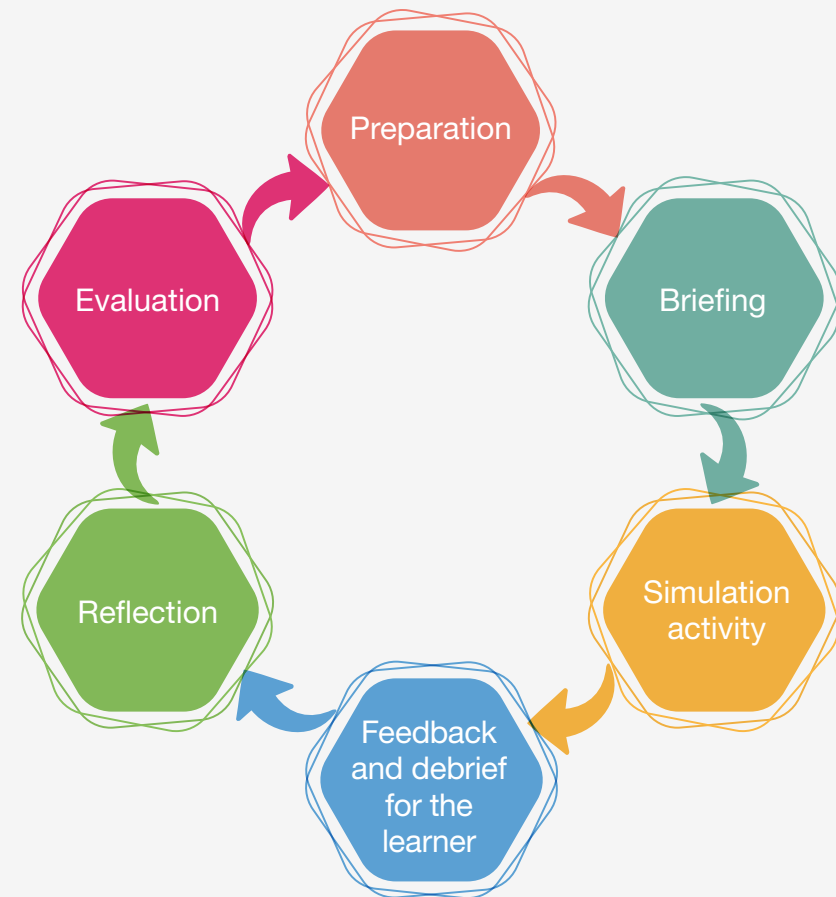 Preparation
Briefing
Simulation
activity
Feedback
and debrief
for the
learner
Reflection
Evaluation